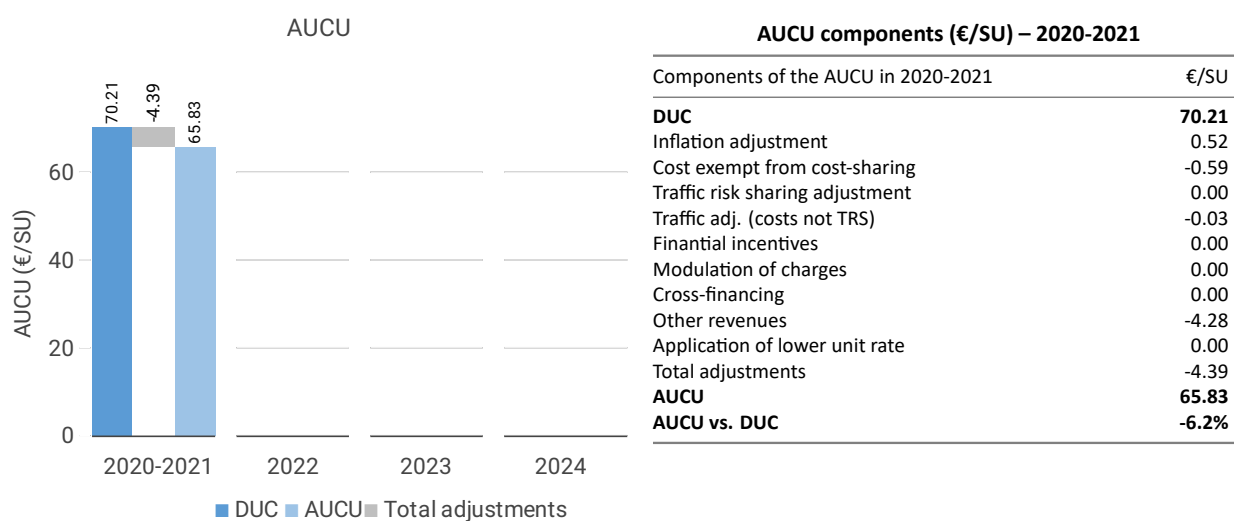 AUCU
70.21
-4.39
65.83
AUCU (€/SU)
60
40
20
0
2020-2021 2022 2023 2024
DUC AUCU Total adjustments
AUCU components (€/SU) – 2020-2021
Components of the AUCU in 2020-2021 €/SU
DUC 70.21
Inflation adjustment 0.52
Cost exempt from cost-sharing -0.59
Traffic risk sharing adjustment 0.00
Traffic adj. (costs not TRS) -0.03
Finantial incentives 0.00
Modulation of charges 0.00
Cross-financing 0.00
Other revenues -4.28
Application of lower unit rate 0.00
Total adjustments -4.39
AUCU 65.83
AUCU vs. DUC -6.2%